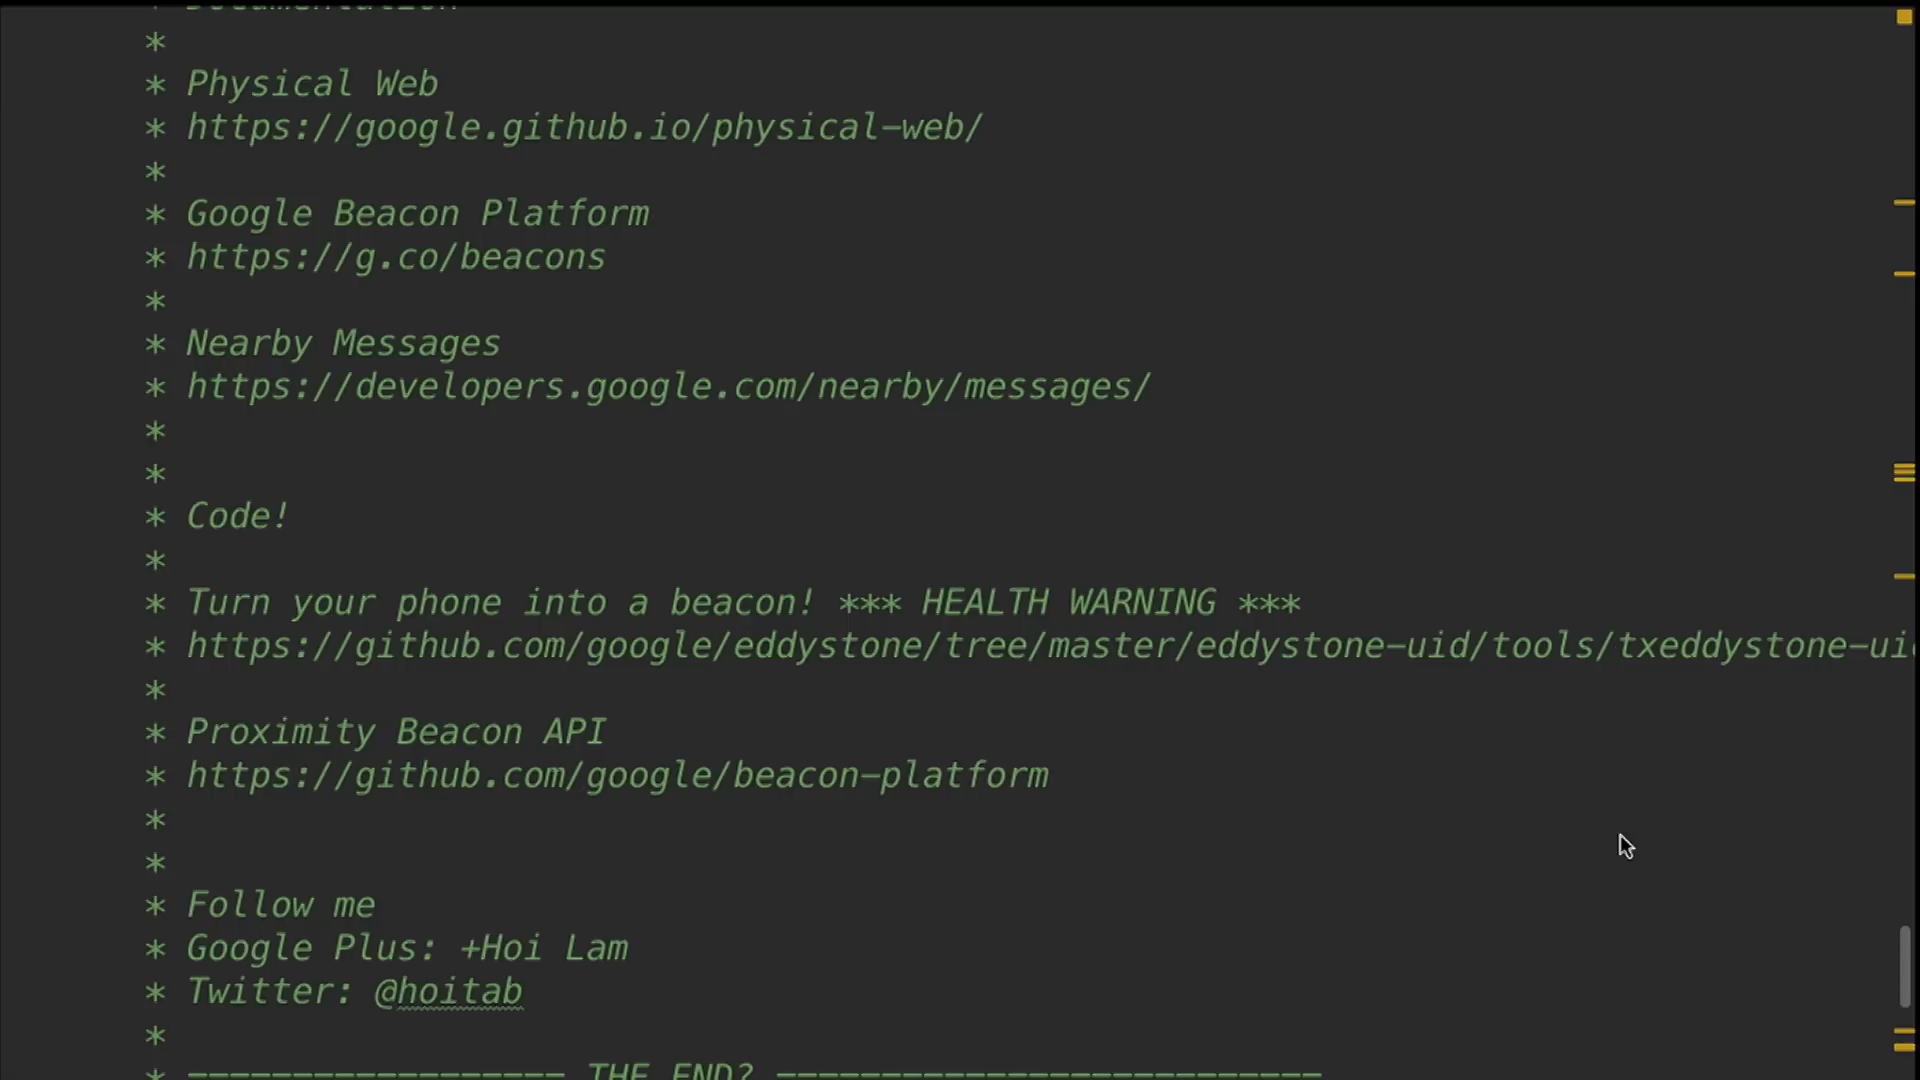 * Documentation
*
* Physical Web
* https://google.github.io/physical-web/
*
* Google Beacon Platform
* https://g.co/beacons
*
* Nearby Messages
* https://developers.google.com/nearby/messages/
*
*
* Code!
*
* Turn your phone into a beacon! *** HEALTH WARNING ***
* https://github.com/google/eddystone/tree/master/eddystone-uid/tools/txeddystone-uid
*
* Proximity Beacon API
* https://github.com/google/beacon-platform
*
*
* Follow me
* Google Plus: +Hoi Lam
* Twitter: @hoitab
*
* —————————————————— THE END? ——————————————————————————